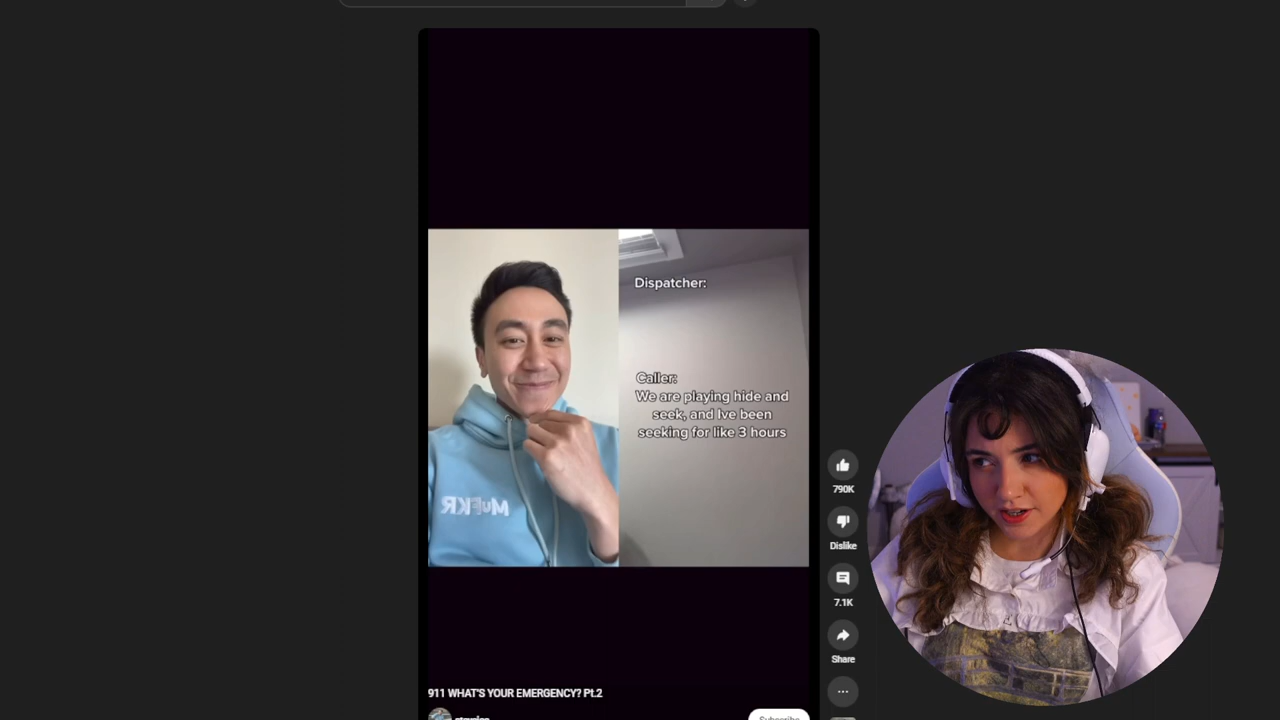 Dispatcher:
Caller:
We are playing hide and
seek, and Ive been
seeking for like 3 hours
MuFKR
790K
Dislike
7.1K
Share
911 WHAT'S YOUR EMERGENCY? Pt.2
Subscribe